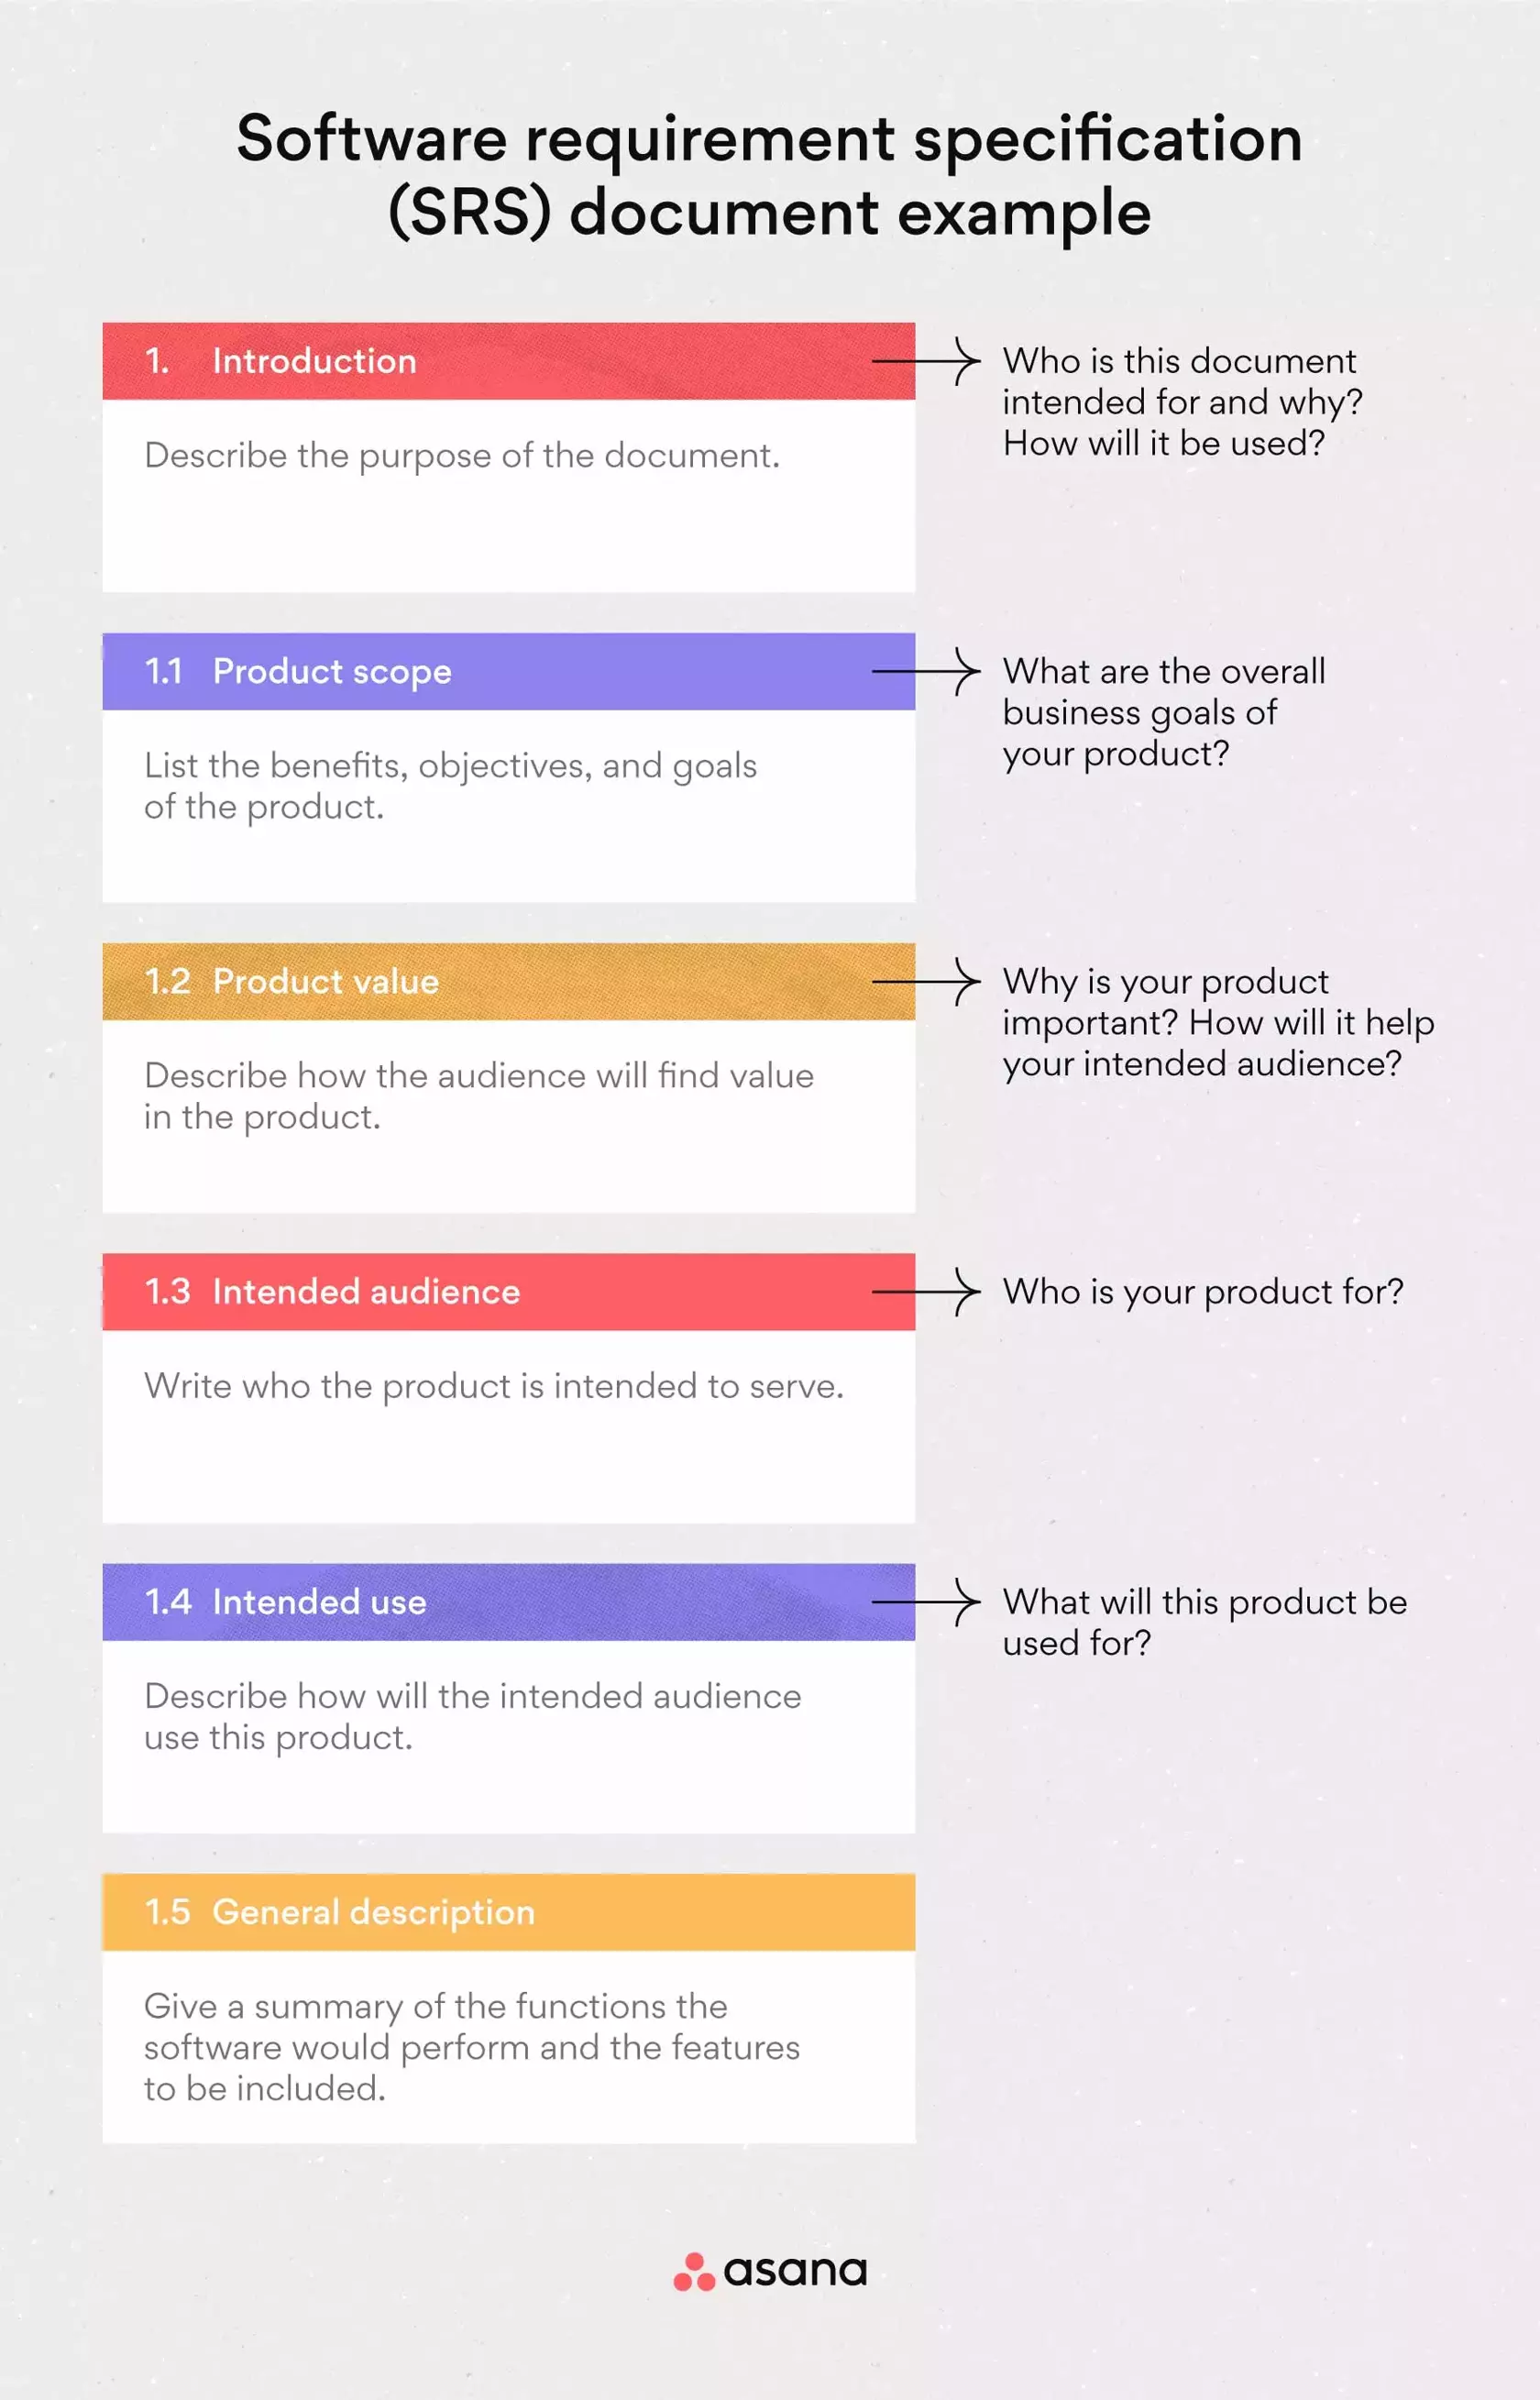 Software requirement specification
(SRS) document example
1. Introduction
Who is this document
intended for and why?
How will it be used?
Describe the purpose of the document.
1.1 Product scope
What are the overall
business goals of
your product?
List the benefits, objectives, and goals
of the product.
1.2 Product value
Why is your product
important? How will it help
your intended audience?
Describe how the audience will find value
in the product.
1.3 Intended audience
Who is your product for?
Write who the product is intended to serve.
1.4 Intended use
What will this product be
used for?
Describe how will the intended audience
use this product.
1.5 General description
Give a summary of the functions the
software would perform and the features
to be included.
asana